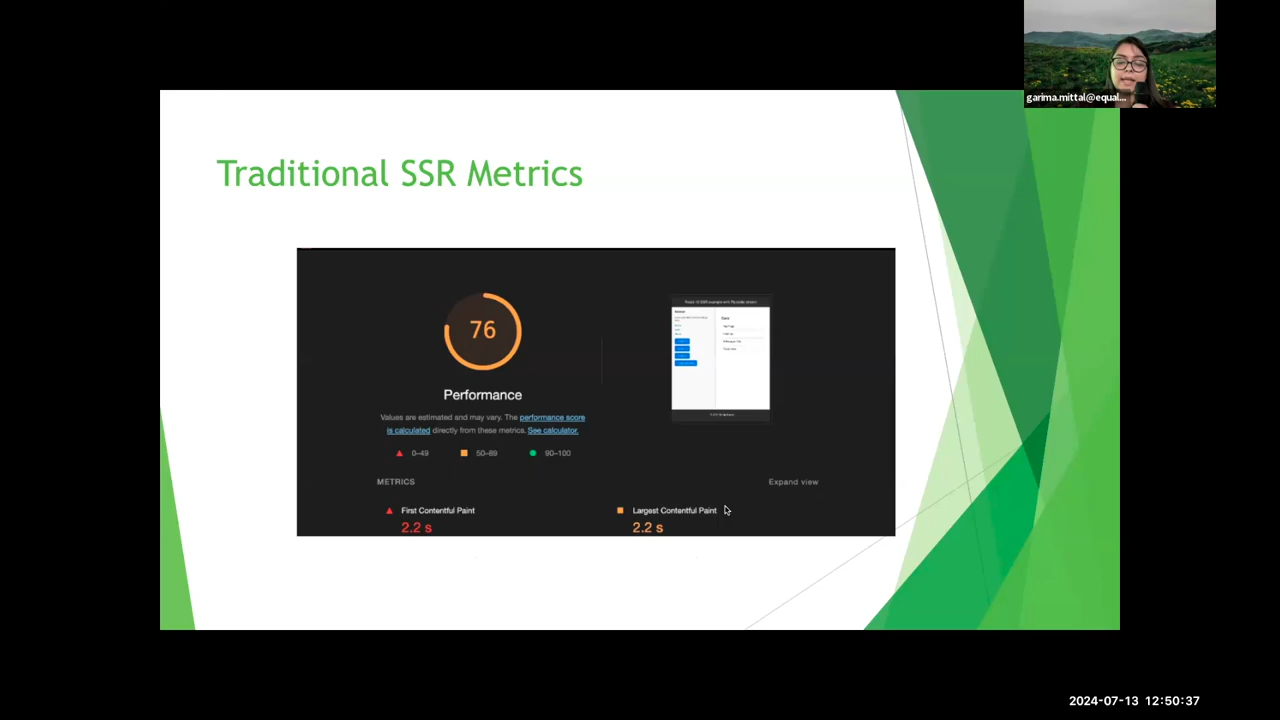 garima.mittal@equal...
Traditional SSR Metrics
76
Performance
Values are estimated and may vary. The performance score
is calculated directly from these metrics. See calculator.
0–49 50–89 90–100
METRICS Expand view
First Contentful Paint Largest Contentful Paint
2.2 s 2.2 s
2024-07-13 12:50:37